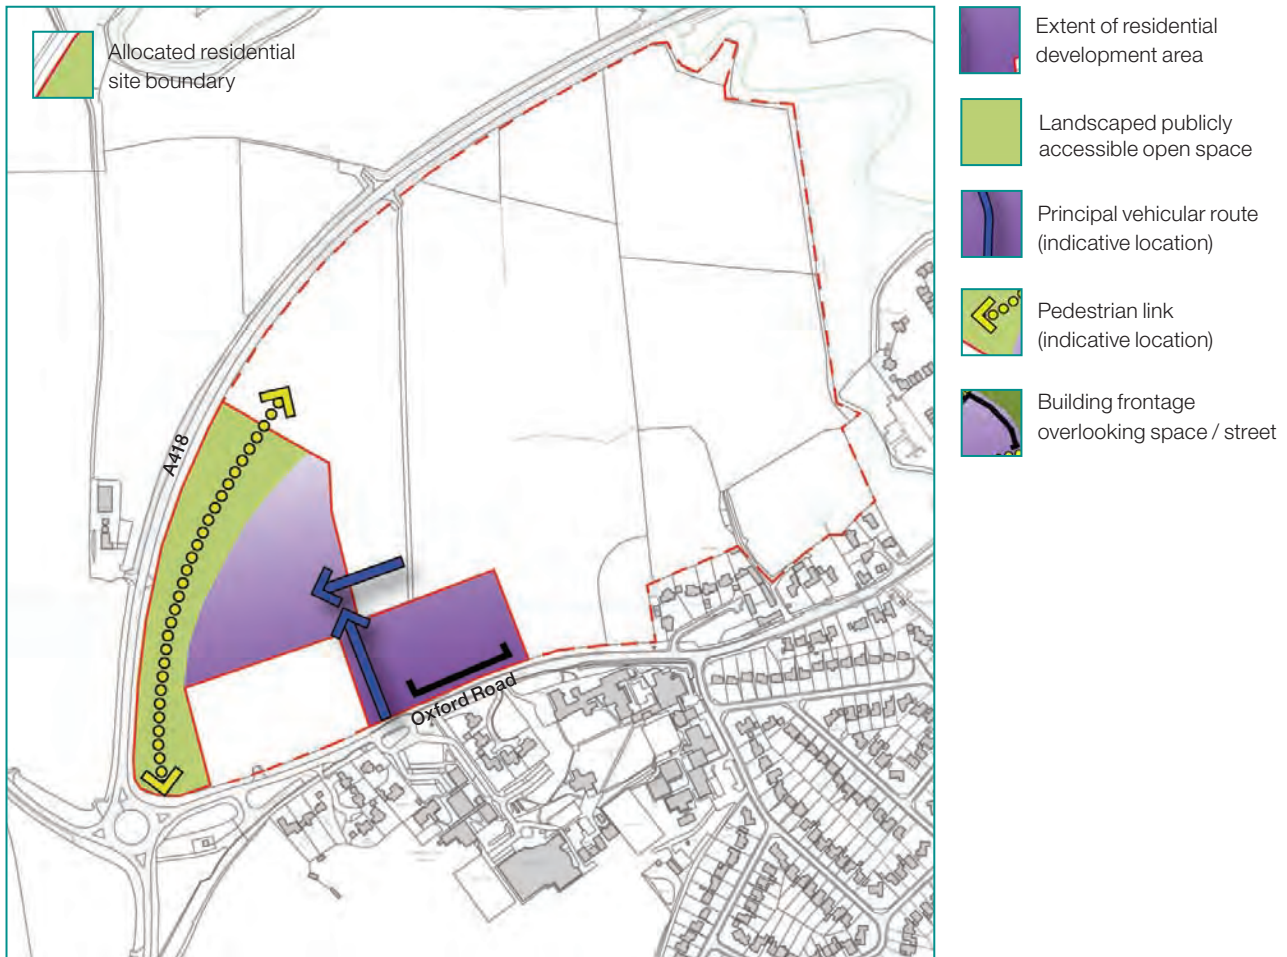 Allocated residential
site boundary
A418
Oxford Road
Extent of residential
development area
Landscaped publicly
accessible open space
Principal vehicular route
(indicative location)
Pedestrian link
(indicative location)
Building frontage
overlooking space / street